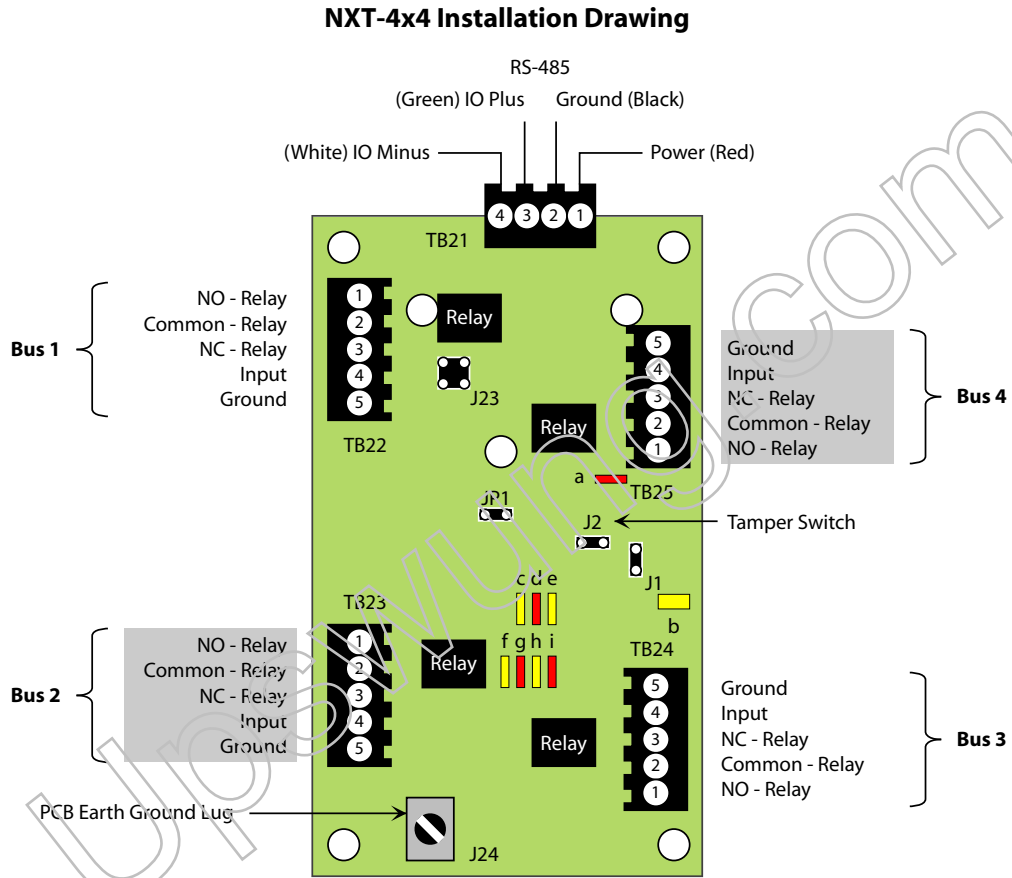 NXT-4x4 Installation Drawing
RS-485
(Green) IO Plus
Ground (Black)
(White) IO Minus
Power (Red)
4 3 2 1
TB21
Bus 1
NO - Relay
Common - Relay
NC - Relay
Input
Ground
1
2
3
4
5
TB22
Relay
J23
Relay
5
4
3
2
1
TB25
Ground
Input
NC - Relay
Common - Relay
NO - Relay
Bus 4
a
JP1
J2
Tamper Switch
J1
b
c d e
f g h i
TB23
Bus 2
NO - Relay
Common - Relay
NC - Relay
Input
Ground
1
2
3
4
5
Relay
Relay
TB24
5
4
3
2
1
Ground
Input
NC - Relay
Common - Relay
NO - Relay
Bus 3
PCB Earth Ground Lug
J24
Upswung.com